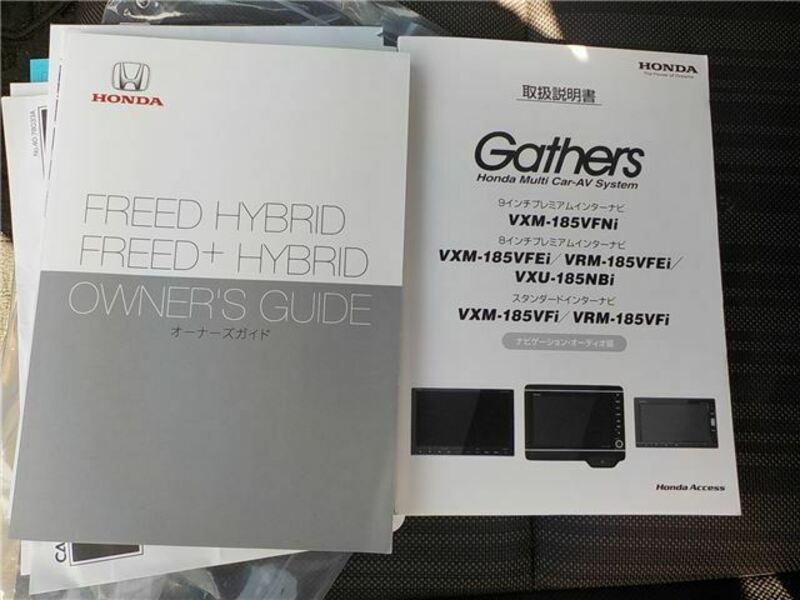 HONDA
FREED HYBRID
FREED+ HYBRID
OWNER'S GUIDE
オーナーズガイド
No.AO-78033A
CA
HONDA
The Power of Dreams
取扱説明書
Gathers
Honda Multi Car-AV System
9インチプレミアムインターナビ
VXM-185VFNi
8インチプレミアムインターナビ
VXM-185VFEi/VRM-185VFEi/
VXU-185NBi
スタンダードインターナビ
VXM-185VFi/VRM-185VFi
ナビゲーション・オーディオ編
Honda Access